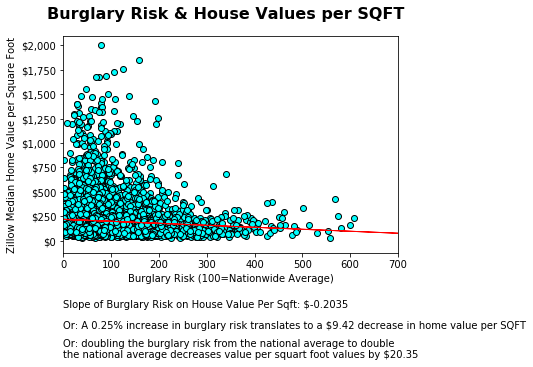 Burglary Risk & House Values per SQFT
Zillow Median Home Value per Square Foot
$2,000
$1,750
$1,500
$1,250
$1,000
$750
$500
$250
$0
0 100 200 300 400 500 600 700
Burglary Risk (100=Nationwide Average)
Slope of Burglary Risk on House Value Per Sqft: $-0.2035
Or: A 0.25% increase in burglary risk translates to a $9.42 decrease in home value per SQFT
Or: doubling the burglary risk from the national average to double
the national average decreases value per squart foot values by $20.35